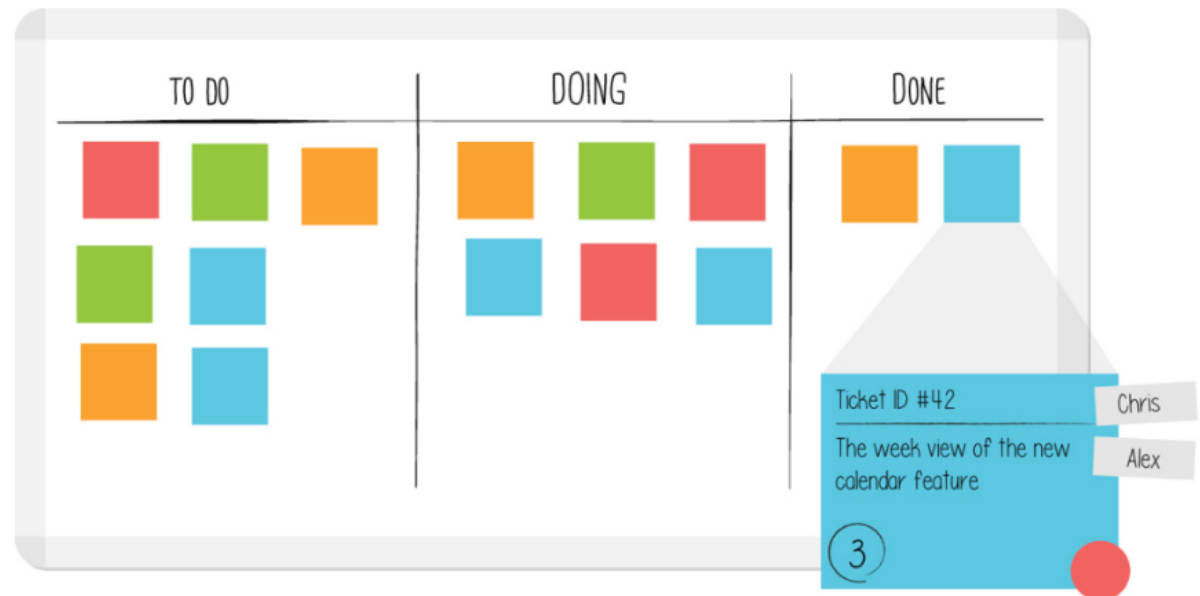 TO DO
DOING
DONE
Ticket ID #42
Chris
The week view of the new
calendar feature
Alex
3